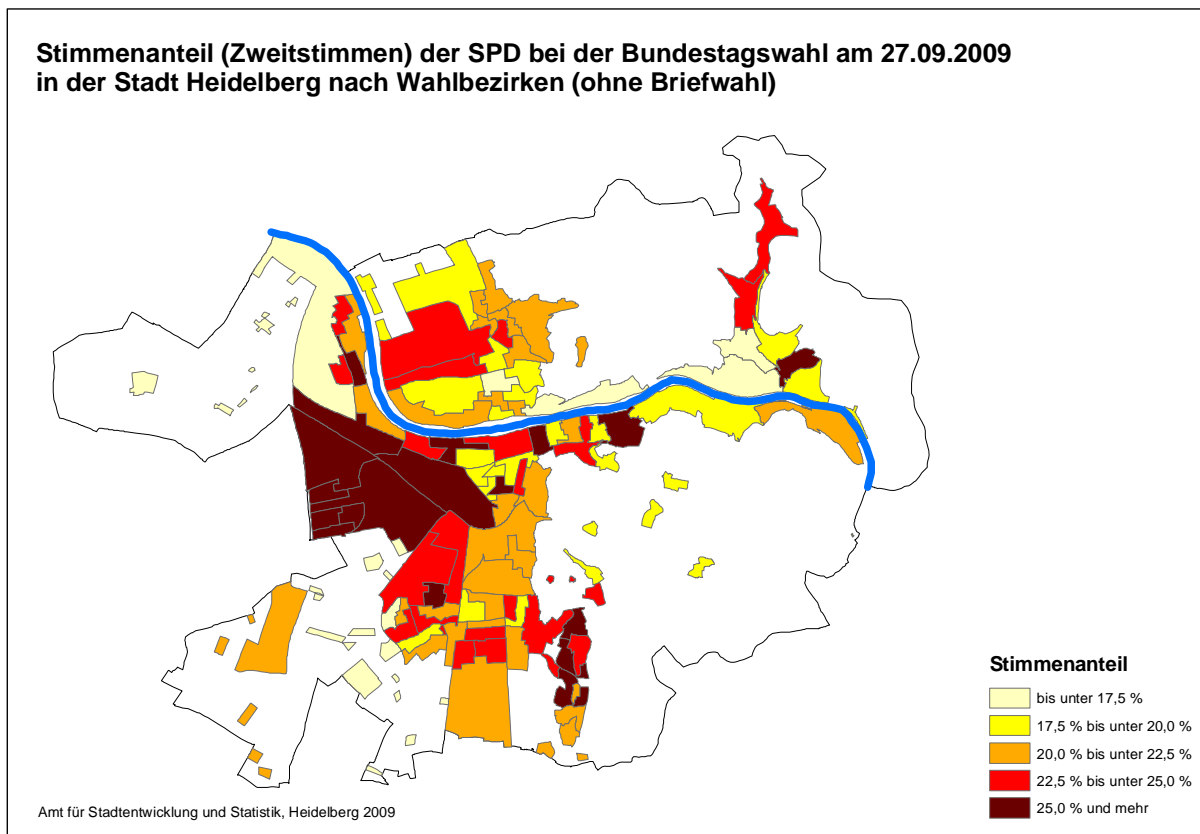 Stimmenanteil (Zweitstimmen) der SPD bei der Bundestagswahl am 27.09.2009
in der Stadt Heidelberg nach Wahlbezirken (ohne Briefwahl)
Stimmenanteil
bis unter 17,5 %
17,5 % bis unter 20,0 %
20,0 % bis unter 22,5 %
22,5 % bis unter 25,0 %
25,0 % und mehr
Amt für Stadtentwicklung und Statistik, Heidelberg 2009